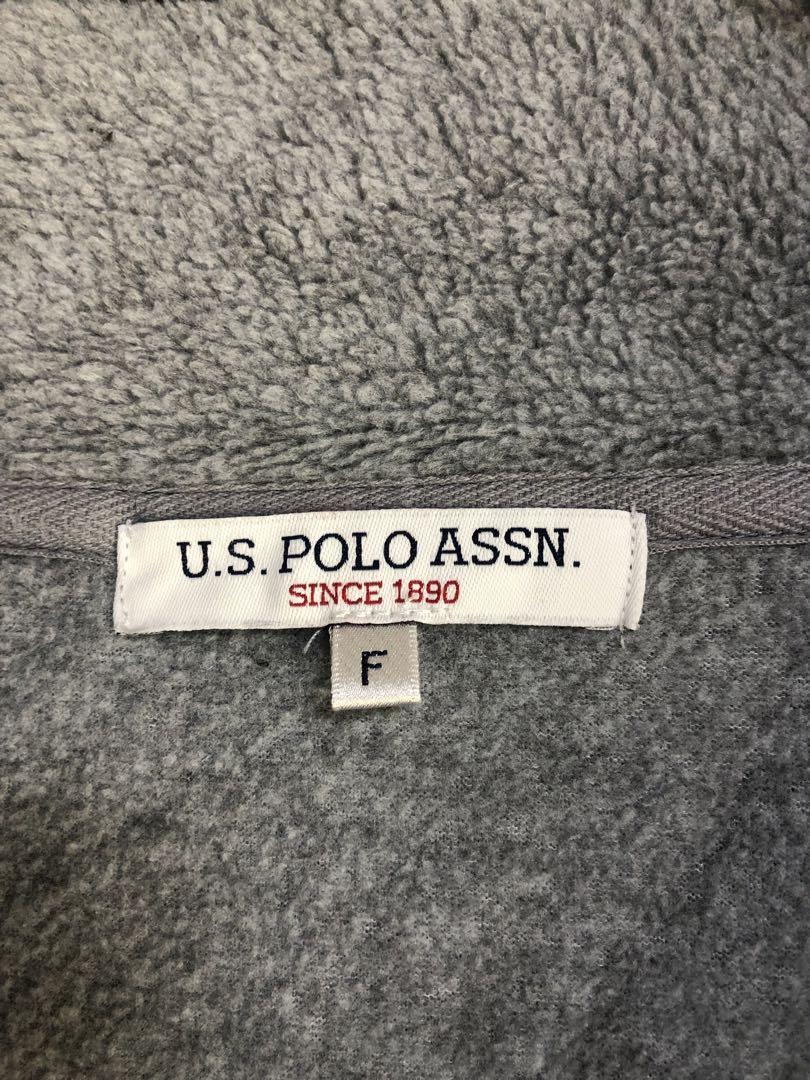 U.S. POLO ASSN.
SINCE 1890
F